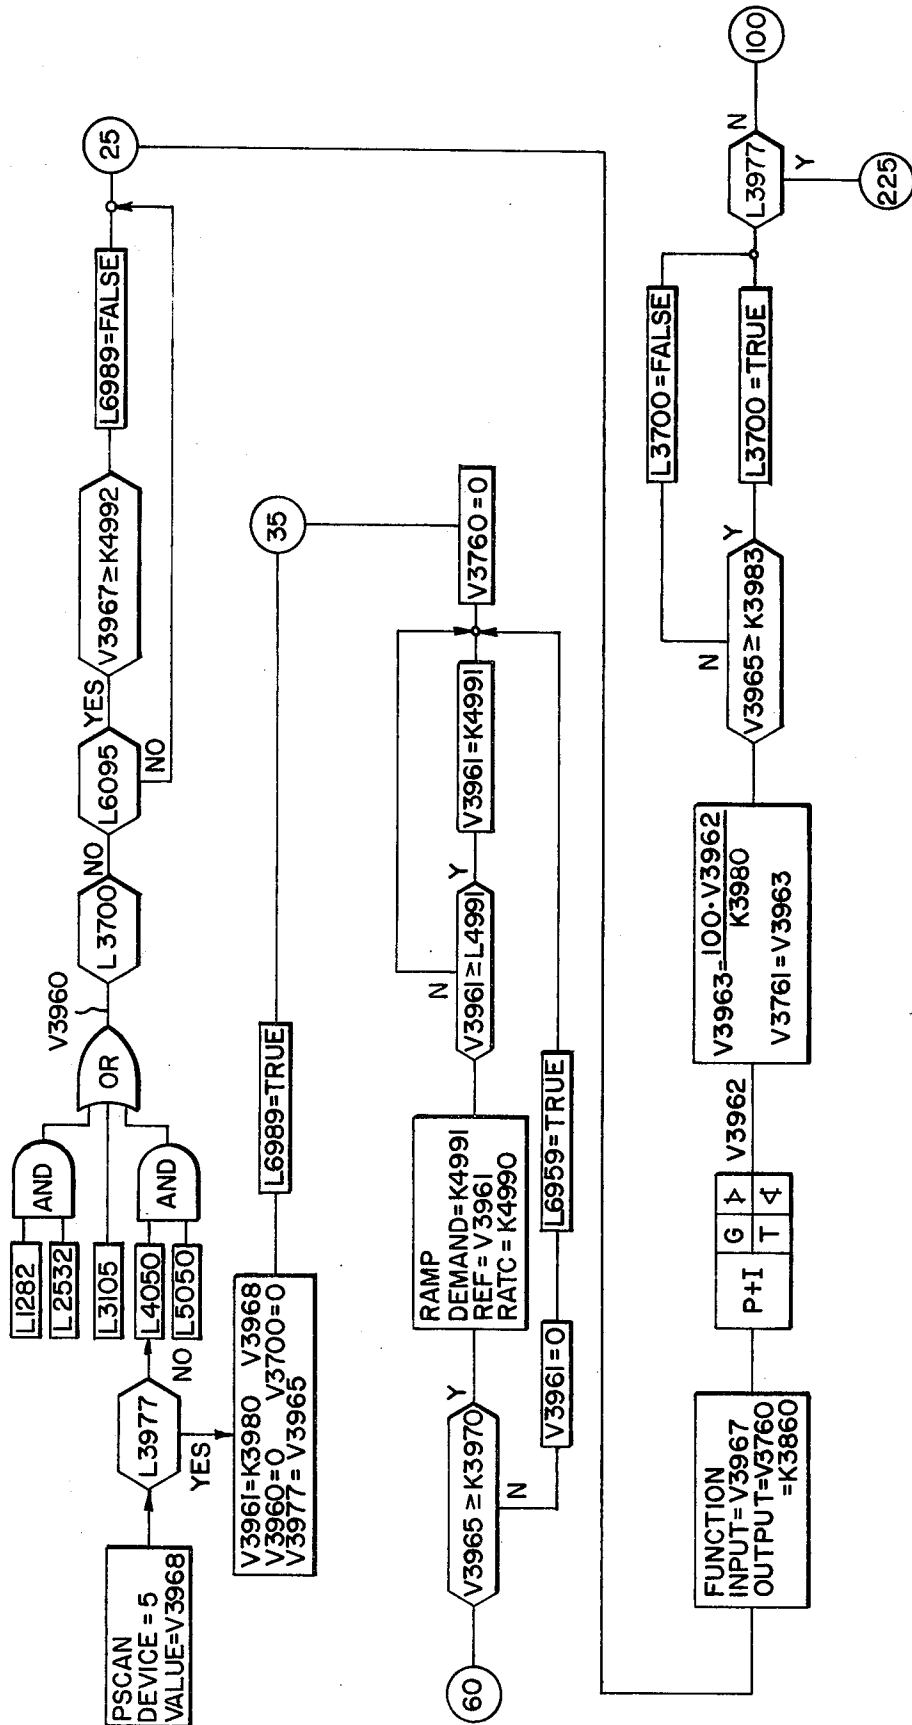 PSCAN
DEVICE = 5
VALUE=V3968
L3977
NO
YES
L1282
L2532
L3105
L4050
L5050
AND
AND
OR
V3960
L3700
NO
L6095
YES
NO
V3967≥K4992
L6989=FALSE
25
V3961=K3980 V3968
V3960=0 V3700=0
V3977=V3965
L6989=TRUE
35
V3760=0
60
V3965≥K3970
Y
N
RAMP
DEMAND=K4991
REF=V3961
RATC=K4990
V3961=0
L6959=TRUE
V3961≥L4991
Y
N
V3961=K4991
FUNCTION
INPUT=V3967
OUTPUT=V3760
=K3860
P+I
G
T
V3962
V3963=100·V3962
K3980
V3761=V3963
V3965≥K3983
N
Y
L3700=FALSE
L3700=TRUE
L3977
N
Y
100
225